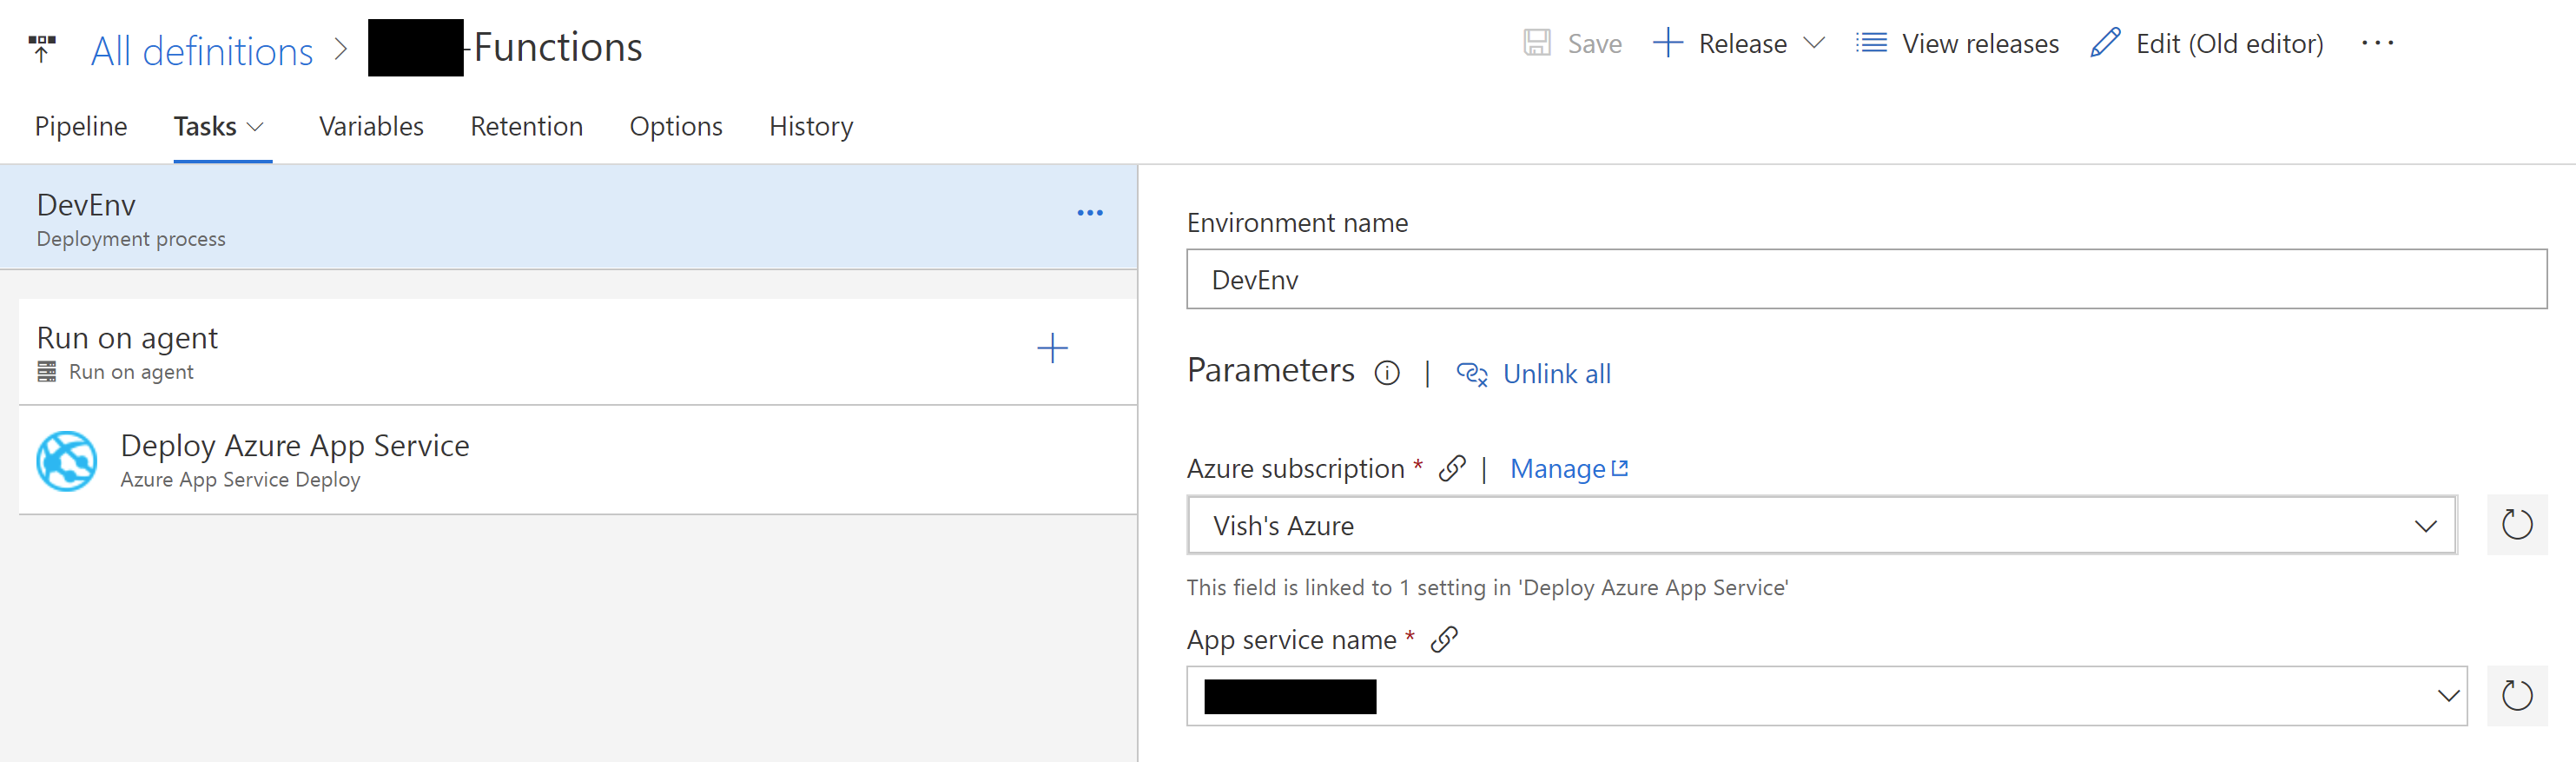 All definitions > -Functions
Save Release View releases Edit (Old editor) ...
Pipeline Tasks Variables Retention Options History
DevEnv ...
Deployment process
Run on agent
Run on agent
Deploy Azure App Service
Azure App Service Deploy
Environment name
DevEnv
Parameters | Unlink all
Azure subscription * | Manage
Vish's Azure
This field is linked to 1 setting in 'Deploy Azure App Service'
App service name *